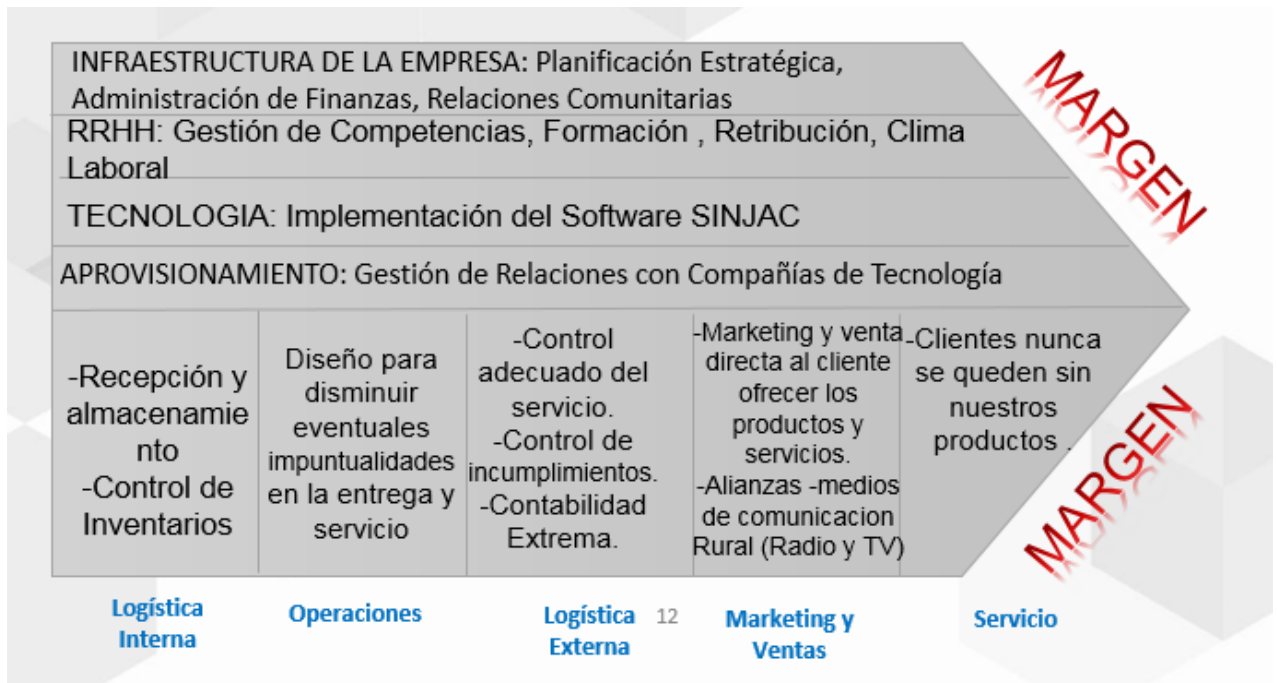 INFRAESTRUCTURA DE LA EMPRESA: Planificación Estratégica,
Administración de Finanzas, Relaciones Comunitarias
RRHH: Gestión de Competencias, Formación , Retribución, Clima
Laboral
TECNOLOGIA: Implementación del Software SINJAC
APROVISIONAMIENTO: Gestión de Relaciones con Compañías de Tecnología
-Recepción y
almacenamie
nto
-Control de
Inventarios
Diseño para
disminuir
eventuales
impuntualidades
en la entrega y
servicio
-Control
adecuado del
servicio.
-Control de
incumplimientos.
-Contabilidad
Extrema.
-Marketing y venta
directa al cliente
ofrecer los
productos y
servicios.
-Alianzas -medios
de comunicacion
Rural (Radio y TV)
-Clientes nunca
se queden sin
nuestros
productos .
MARGEN
MARGEN
Logística
Interna
Operaciones
Logística
Externa
12
Marketing y
Ventas
Servicio